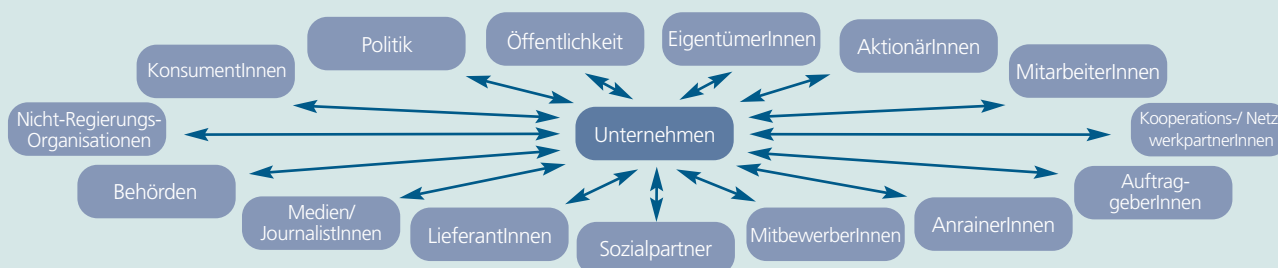 Politik
Öffentlichkeit
EigentümerInnen
AktionärInnen
KonsumentInnen
MitarbeiterInnen
Nicht-Regierungs-
Organisationen
Unternehmen
Kooperations-/ Netz
werkpartnerInnen
Behörden
Auftrag-
geberInnen
Medien/
JournalistInnen
LieferantInnen
Sozialpartner
MitbewerberInnen
AnrainerInnen